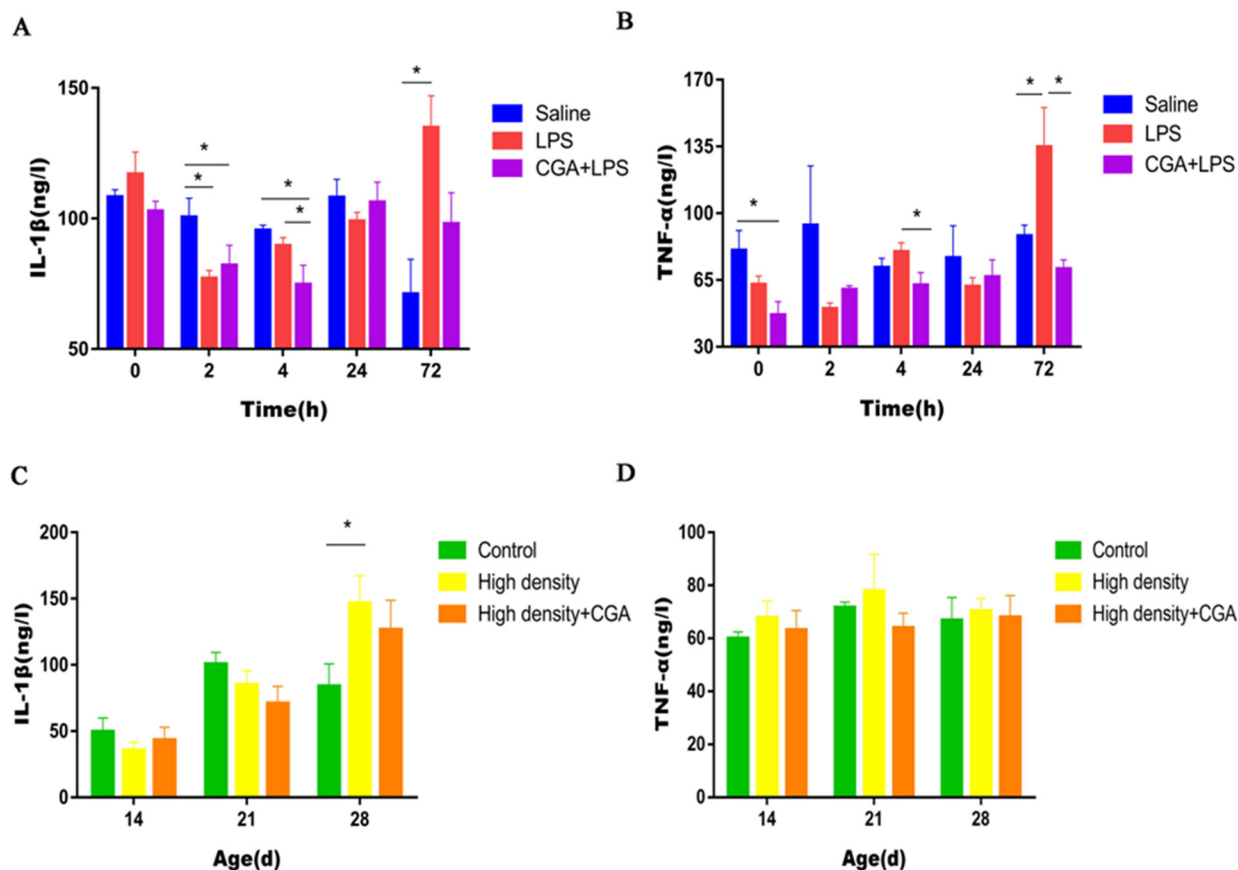 A
150
100
50
IL-1β(ng/l)
* * * * * *
0 2 4 24 72
Time(h)
Saline
LPS
CGA+LPS
B
170
135
100
65
30
TNF-α(ng/l)
* * * *
0 2 4 24 72
Time(h)
Saline
LPS
CGA+LPS
C
200
150
100
50
0
IL-1β(ng/l)
*
14 21 28
Age(d)
Control
High density
High density+CGA
D
100
80
60
40
20
0
TNF-α(ng/l)
14 21 28
Age(d)
Control
High density
High density+CGA